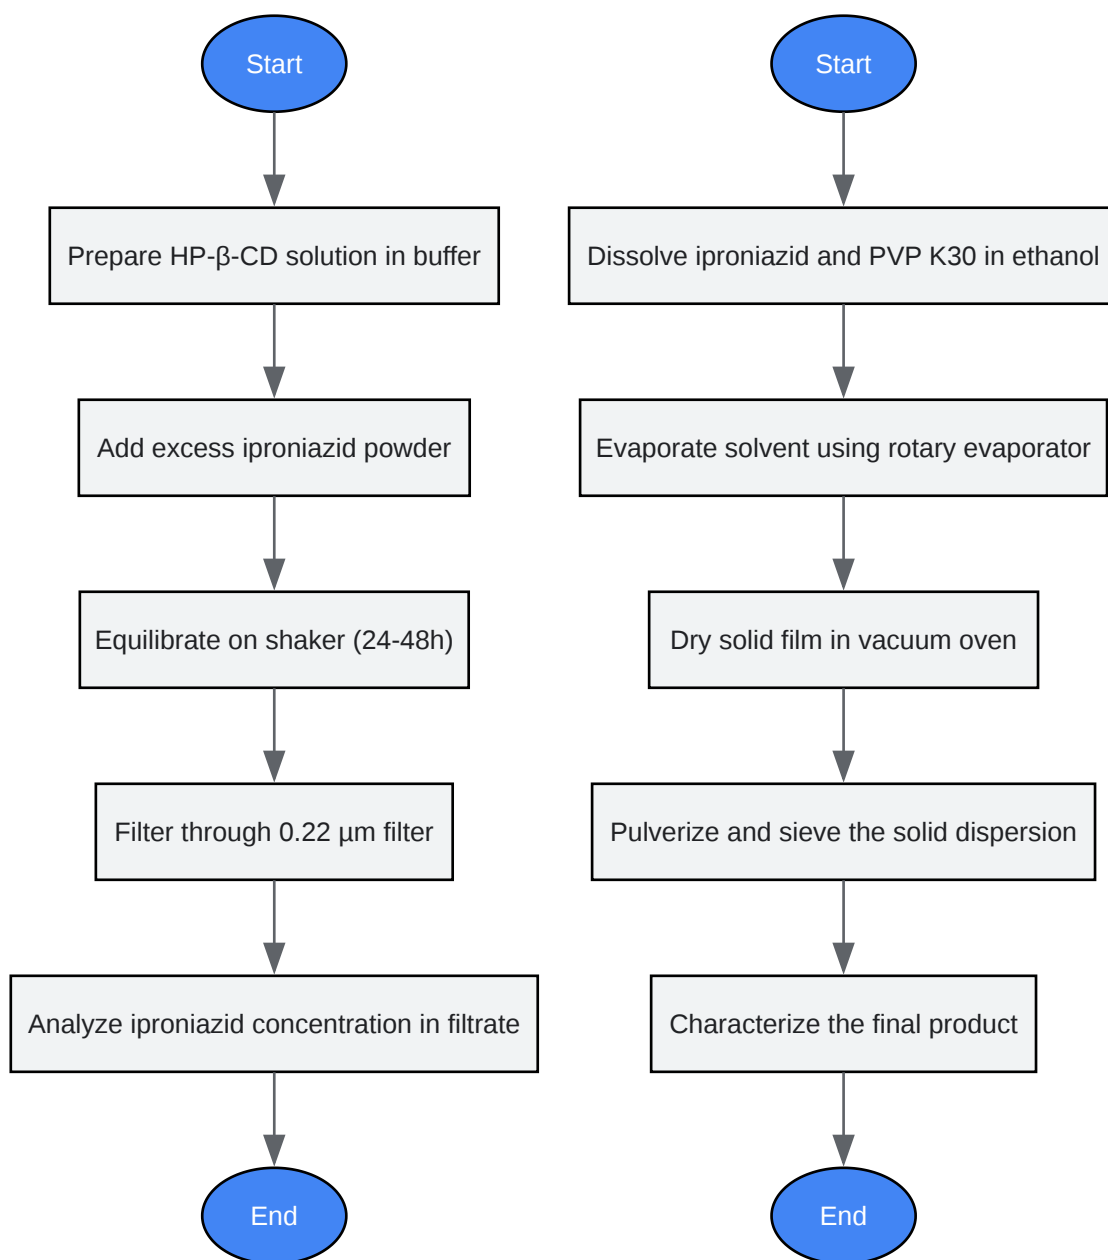 Start
Prepare HP-β-CD solution in buffer
Add excess iproniazid powder
Equilibrate on shaker (24-48h)
Filter through 0.22 µm filter
Analyze iproniazid concentration in filtrate
End
Start
Dissolve iproniazid and PVP K30 in ethanol
Evaporate solvent using rotary evaporator
Dry solid film in vacuum oven
Pulverize and sieve the solid dispersion
Characterize the final product
End